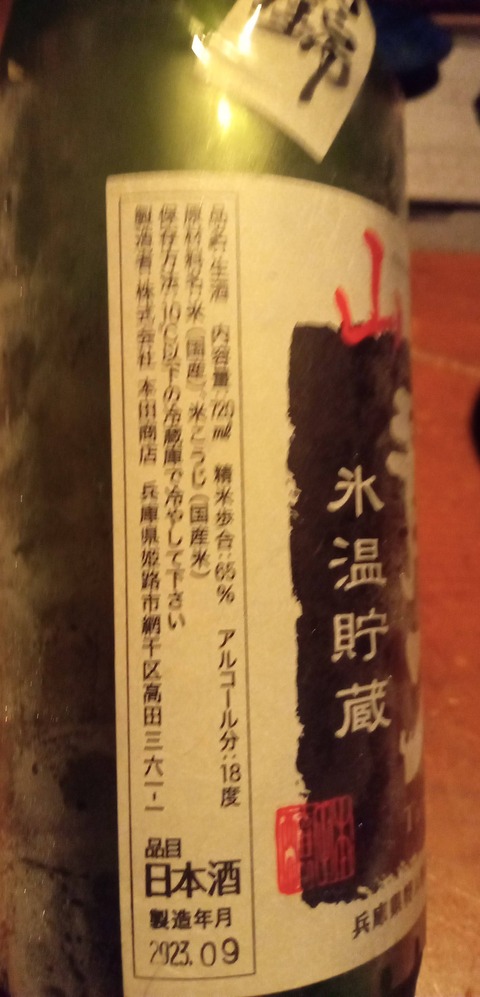 山
氷温貯蔵
品名:生酒　内容量:720㎖　精米歩合:65%　アルコール分:18度
原材料名:米(国産)、米こうじ(国産米)
保存方法:10℃以下の冷蔵庫で冷やして下さい
製造者:株式会社 本田商店　兵庫県姫路市網干区高田三六一-一
品目
日本酒
製造年月
2023.09
兵庫県